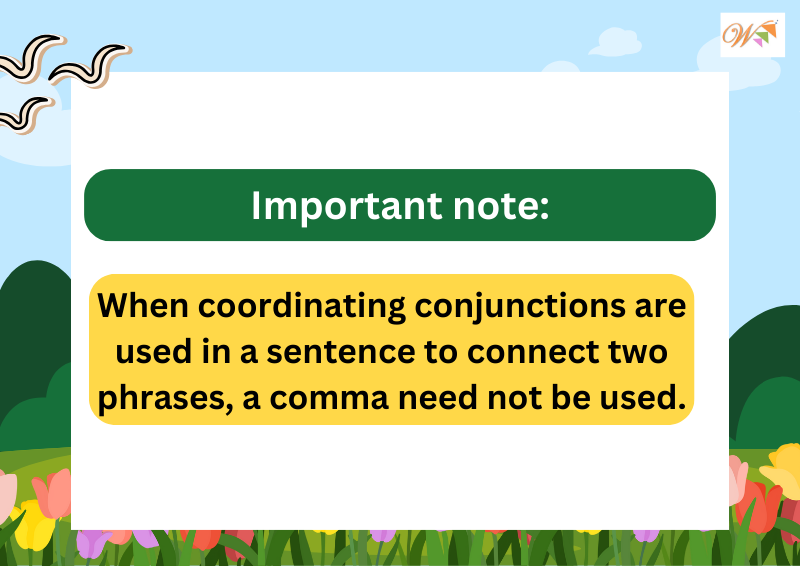 W
Important note:
When coordinating conjunctions are
used in a sentence to connect two
phrases, a comma need not be used.